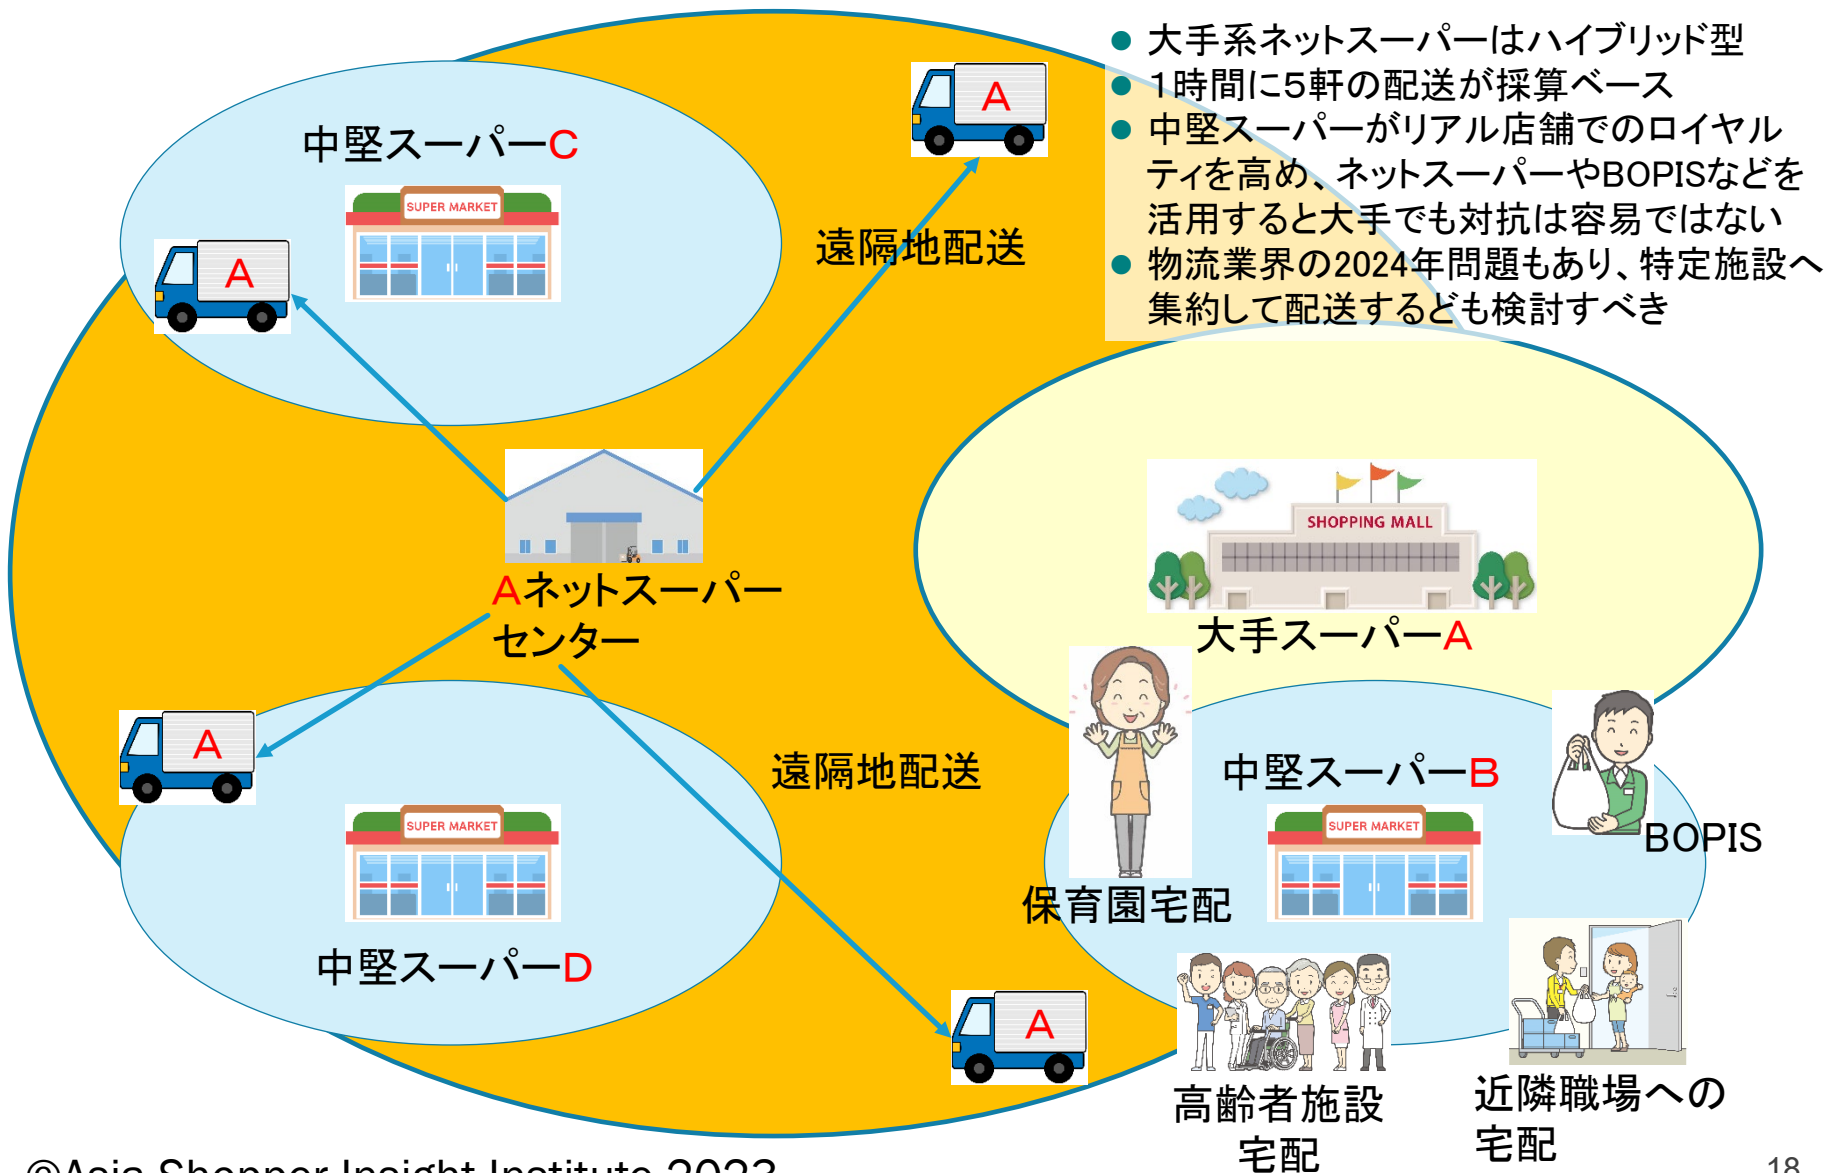 ● 大手系ネットスーパーはハイブリッド型
● 1時間に5軒の配送が採算ベース
● 中堅スーパーがリアル店舗でのロイヤル
ティを高め、ネットスーパーやBOPISなどを
活用すると大手でも対抗は容易ではない
● 物流業界の2024年問題もあり、特定施設へ
集約して配送するども検討すべき
A
中堅スーパーC
SUPER MARKET
A
遠隔地配送
SHOPPING MALL
大手スーパーA
Aネットスーパー
センター
A
遠隔地配送
中堅スーパーB
SUPER MARKET
BOPIS
SUPER MARKET
保育園宅配
中堅スーパーD
A
高齢者施設
宅配
近隣職場への
宅配
©Asia Shopper Insight Institute 2023
18